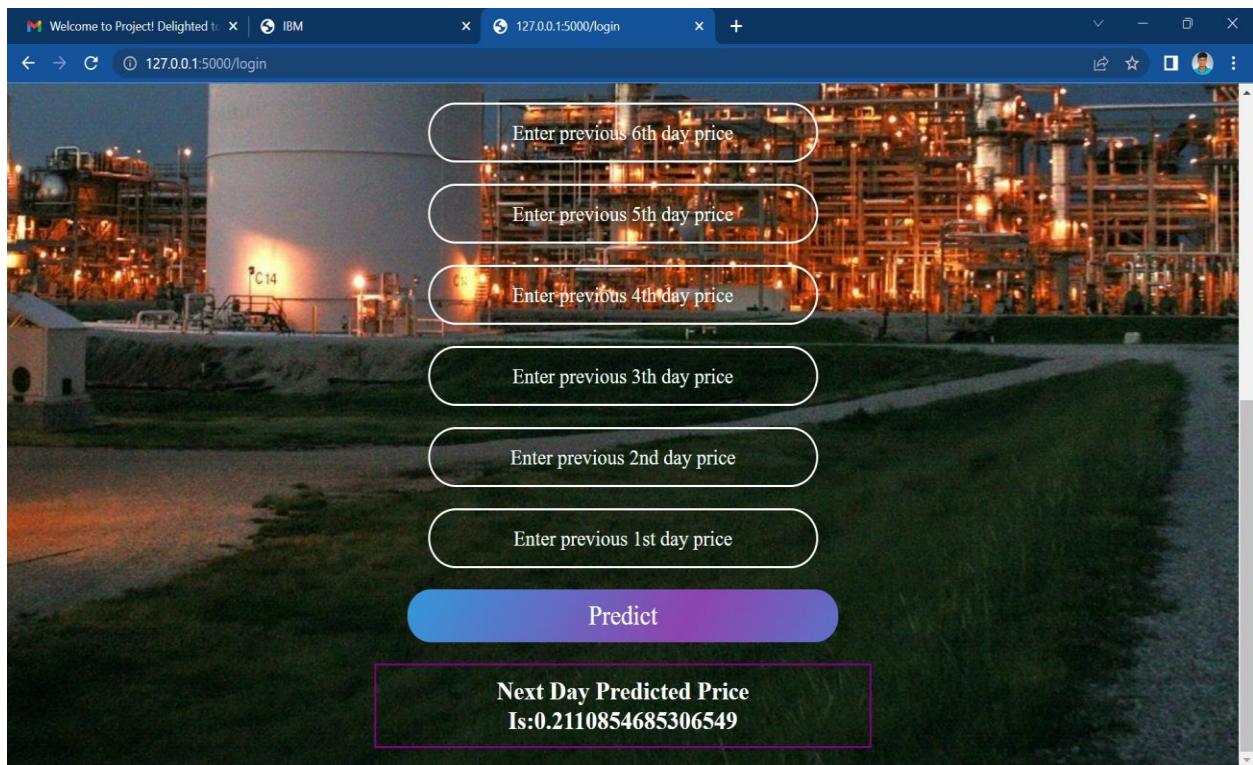 Welcome to Project! Delighted to
IBM
127.0.0.1:5000/login
127.0.0.1:5000/login
Enter previous 6th day price
Enter previous 5th day price
C14
Enter previous 4th day price
Enter previous 3th day price
Enter previous 2nd day price
Enter previous 1st day price
Predict
Next Day Predicted Price
Is:0.2110854685306549